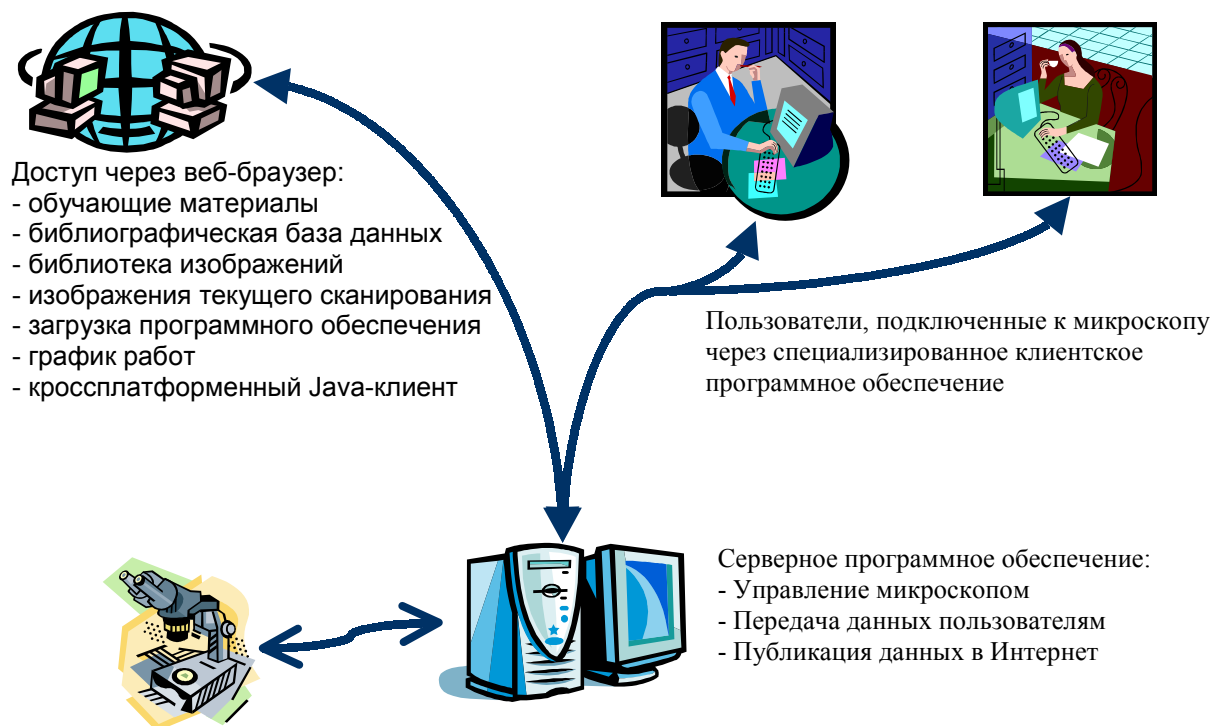 Доступ через веб-браузер:
- обучающие материалы
- библиографическая база данных
- библиотека изображений
- изображения текущего сканирования
- загрузка программного обеспечения
- график работ
- кроссплатформенный Java-клиент
Пользователи, подключенные к микроскопу
через специализированное клиентское
программное обеспечение
Серверное программное обеспечение:
- Управление микроскопом
- Передача данных пользователям
- Публикация данных в Интернет